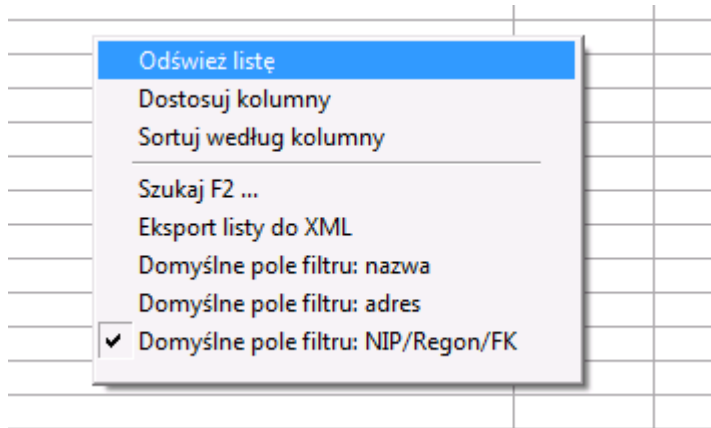 Odśwież listę
Dostosuj kolumny
Sortuj według kolumny
Szukaj F2 ...
Eksport listy do XML
Domyślne pole filtru: nazwa
Domyślne pole filtru: adres
Domyślne pole filtru: NIP/Regon/FK